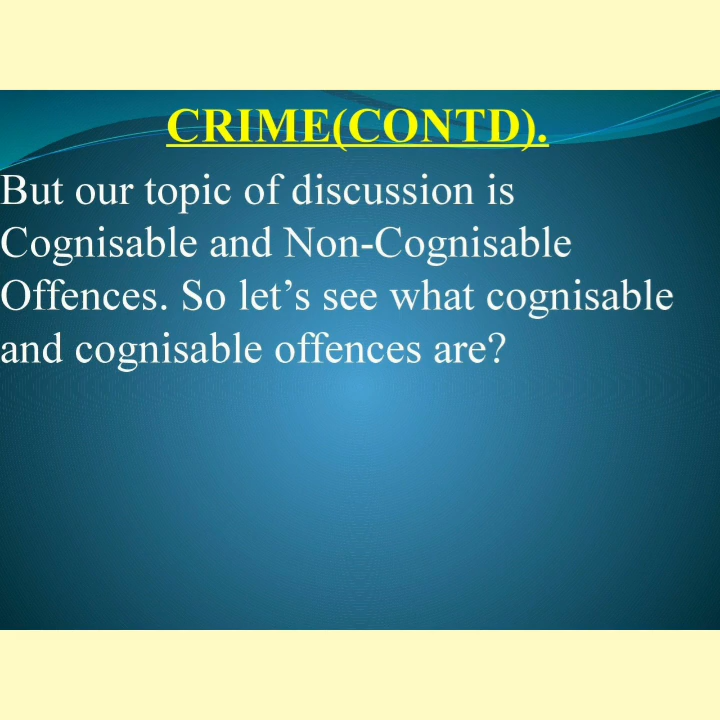 CRIME(CONTD).
But our topic of discussion is
Cognisable and Non-Cognisable
Offences. So let’s see what cognisable
and cognisable offences are?